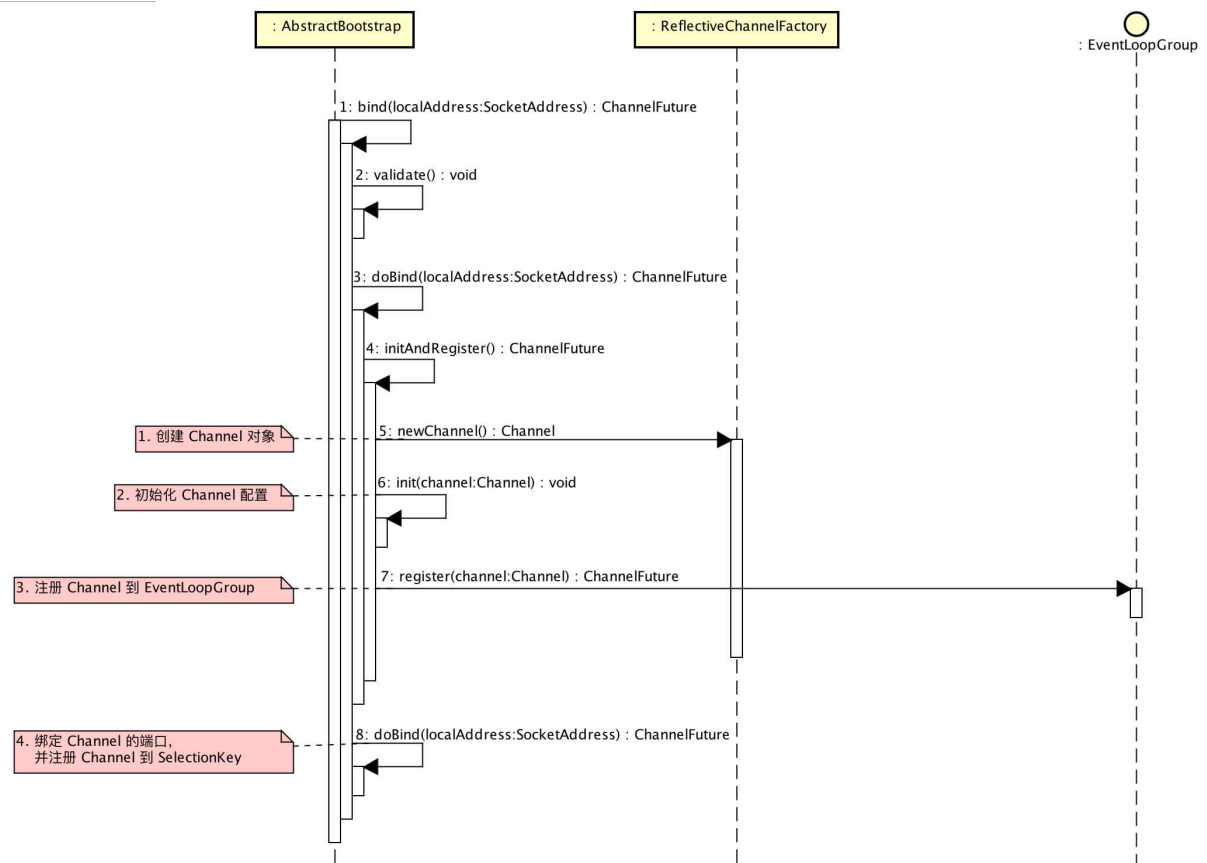 : AbstractBootstrap
: ReflectiveChannelFactory
: EventLoopGroup
1: bind(localAddress:SocketAddress) : ChannelFuture
2: validate() : void
3: doBind(localAddress:SocketAddress) : ChannelFuture
4: initAndRegister() : ChannelFuture
1. 创建 Channel 对象
5: newChannel() : Channel
2. 初始化 Channel 配置
6: init(channel:Channel) : void
3. 注册 Channel 到 EventLoopGroup
7: register(channel:Channel) : ChannelFuture
4. 绑定 Channel 的端口,
并注册 Channel 到 SelectionKey
8: doBind(localAddress:SocketAddress) : ChannelFuture